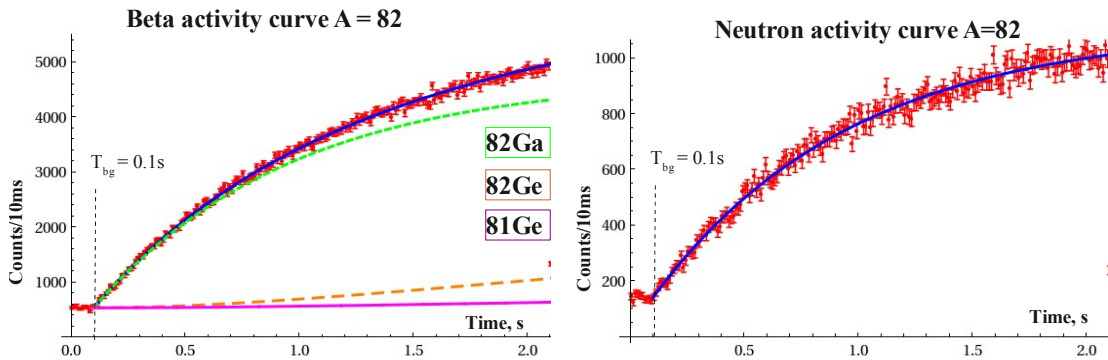 Beta activity curve A = 82
Counts/10ms
5000
4000
3000
2000
1000
0
T_bg = 0.1s
82Ga
82Ge
81Ge
Time, s
0.0
0.5
1.0
1.5
2.0
Neutron activity curve A=82
Counts/10ms
1000
800
600
400
200
0
T_bg = 0.1s
Time, s
0.5
1.0
1.5
2.0